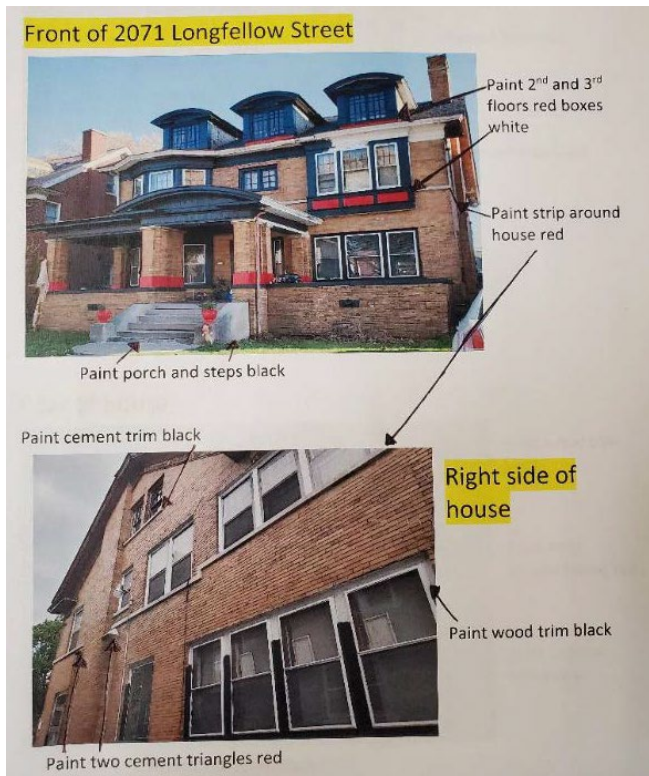 Front of 2071 Longfellow Street
Paint 2nd and 3rd
floors red boxes
white
Paint strip around
house red
Paint porch and steps black
Paint cement trim black
Right side of
house
Paint wood trim black
Paint two cement triangles red